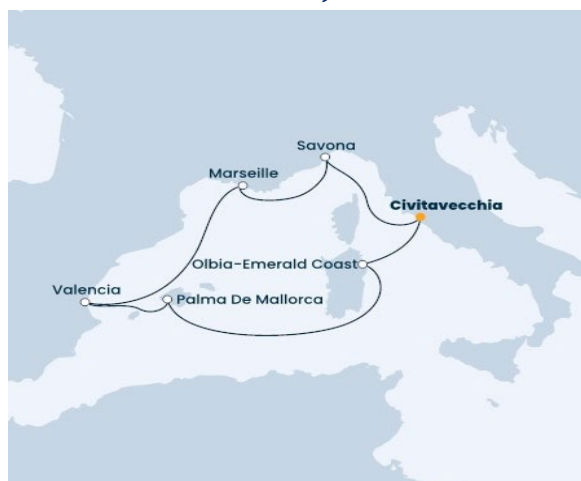 Savona
Marseille
Civitavecchia
Olbia-Emerald Coast
Valencia
Palma De Mallorca